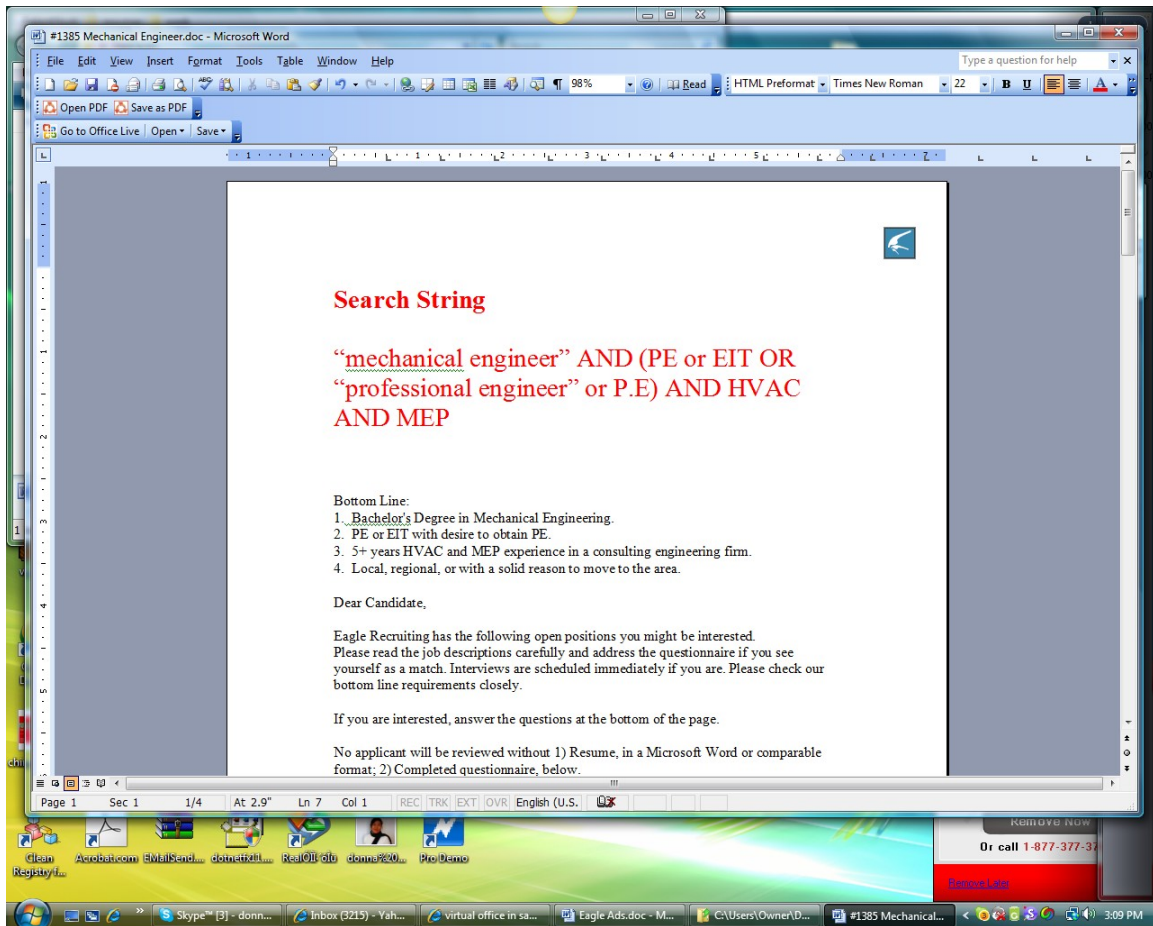 #1385 Mechanical Engineer.doc - Microsoft Word
File Edit View Insert Format Tools Table Window Help
Type a question for help
98% Read HTML Preformat Times New Roman 22 B U A
Open PDF Save as PDF
Go to Office Live Open Save
1 1 2 3 4 5 7
Search String
“mechanical engineer” AND (PE or EIT OR
“professional engineer” or P.E) AND HVAC
AND MEP
Bottom Line:
1. Bachelor's Degree in Mechanical Engineering.
2. PE or EIT with desire to obtain PE.
3. 5+ years HVAC and MEP experience in a consulting engineering firm.
4. Local, regional, or with a solid reason to move to the area.
Dear Candidate,
Eagle Recruiting has the following open positions you might be interested.
Please read the job descriptions carefully and address the questionnaire if you see
yourself as a match. Interviews are scheduled immediately if you are. Please check our
bottom line requirements closely.
If you are interested, answer the questions at the bottom of the page.
No applicant will be reviewed without 1) Resume, in a Microsoft Word or comparable
format; 2) Completed questionnaire, below.
Page 1 Sec 1 1/4 At 2.9" Ln 7 Col 1 REC TRK EXT OVR English (U.S.
Remove Now
Or call 1-877-377-37
Remove Later
Clean
Registry f...
Acrobat.com
EMailSend....
donna%20...
Pro Demo
Skype™ [3] - donn...
Inbox (3215) - Yah...
virtual office in sa...
Eagle Ads.doc - M...
C:\Users\Owner\D...
#1385 Mechanical...
3:09 PM